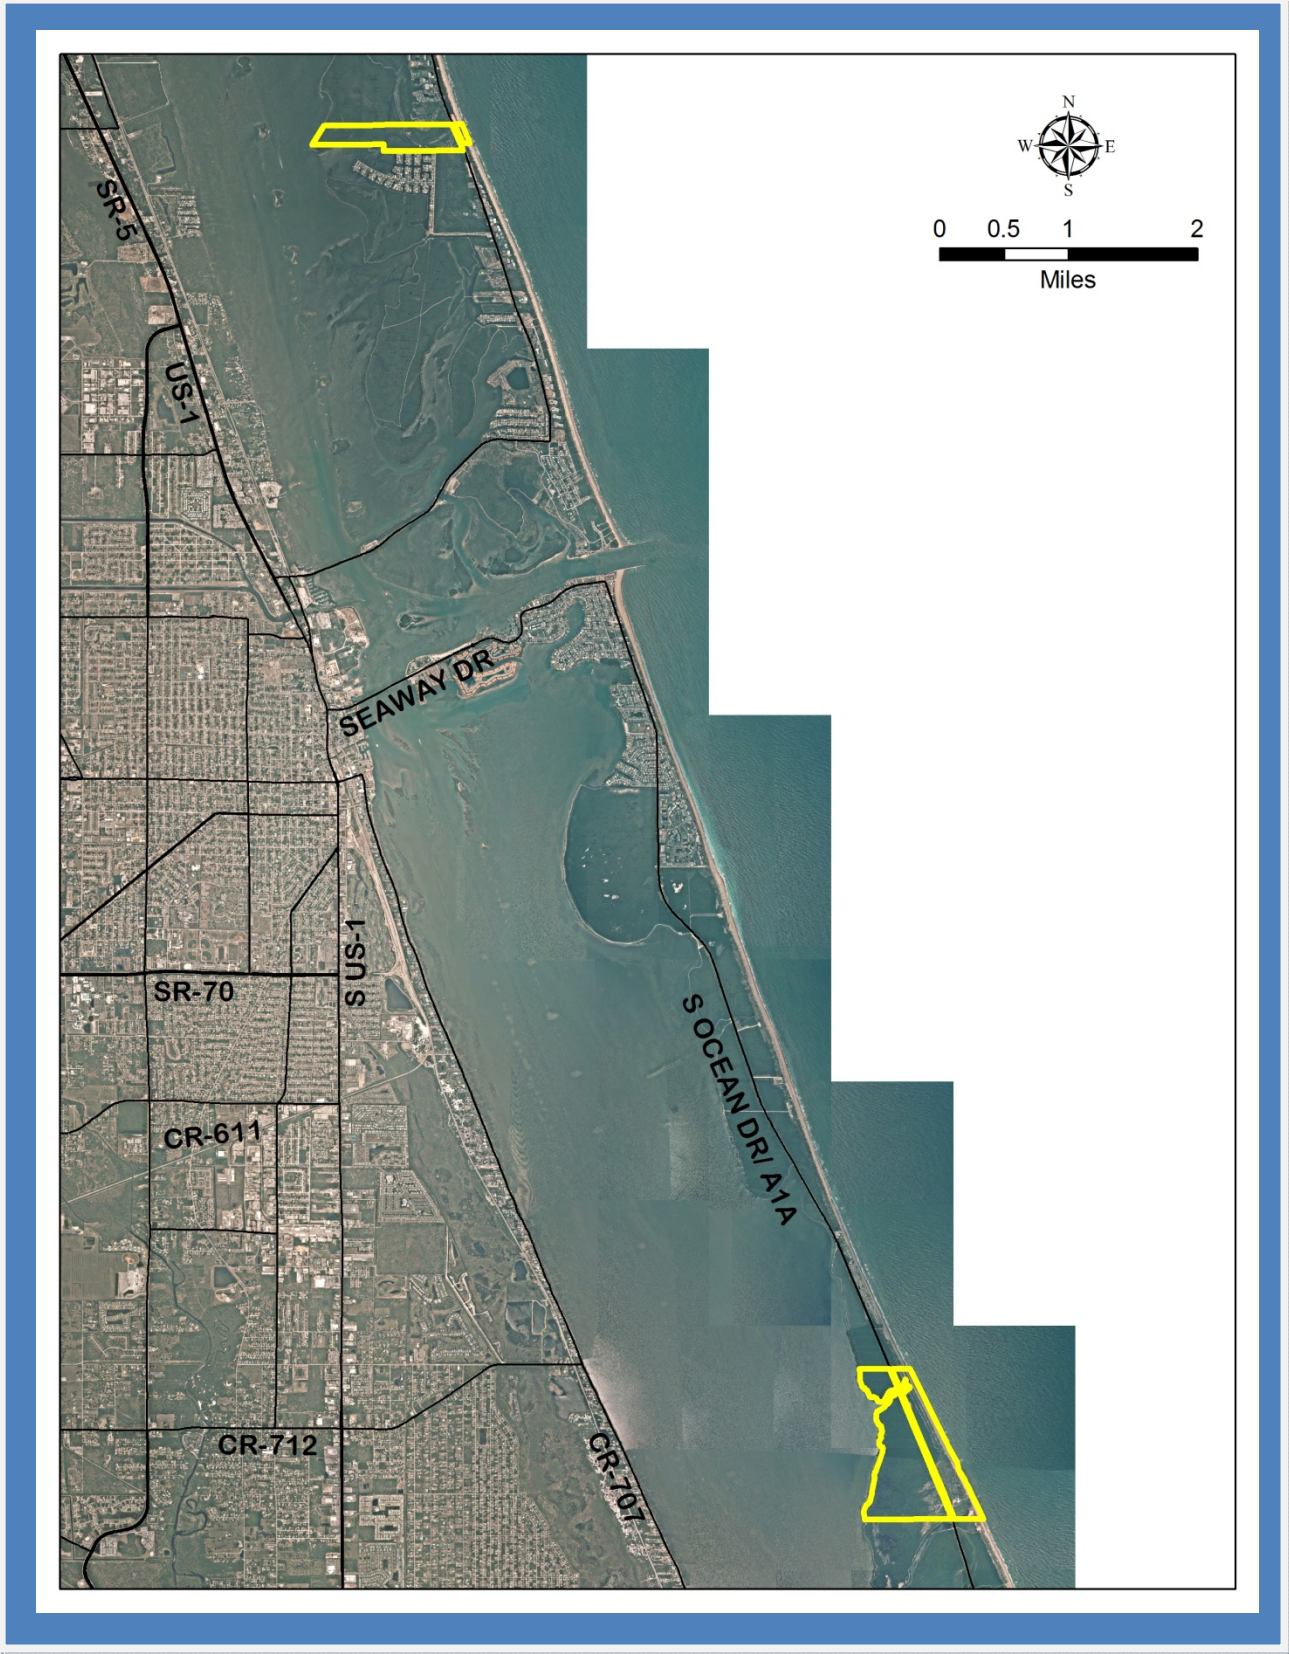 N
W E
S
0 0.5 1 2
Miles
SR-5
US-1
SEAWAY DR
S US-1
SR-70
S OCEAN DR/ A1A
CR-611
CR-712
CR-707